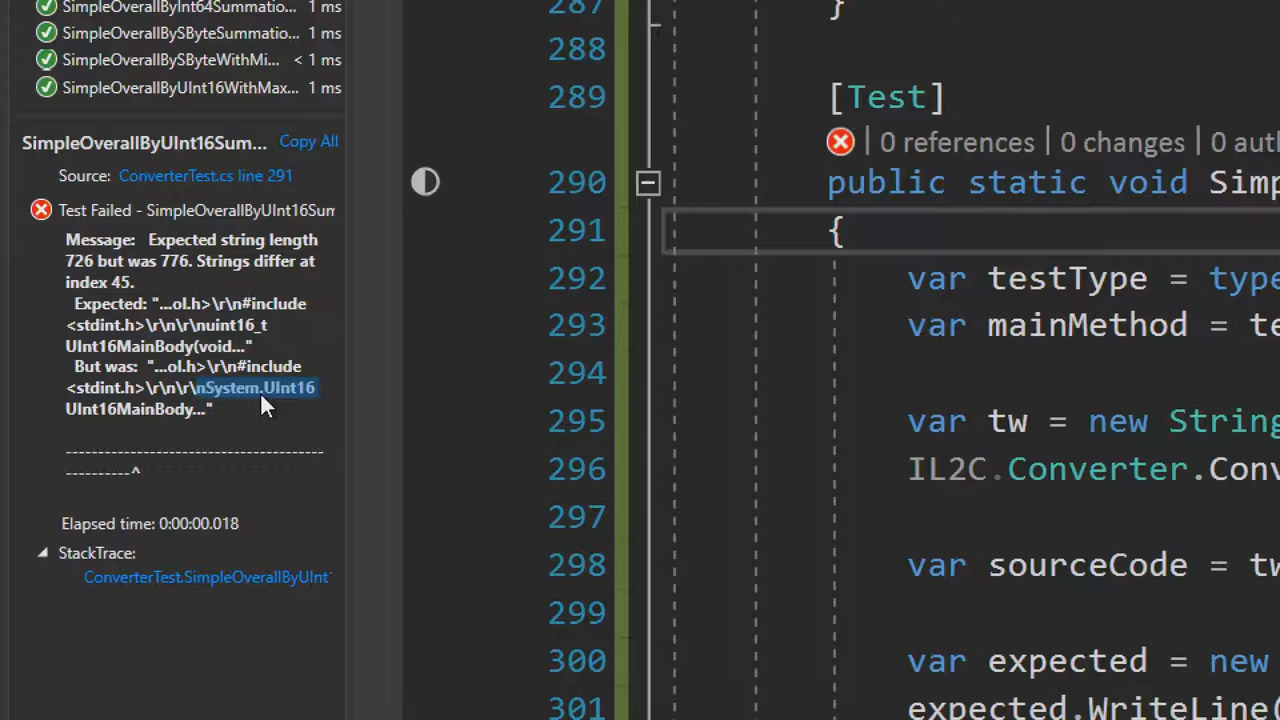 SimpleOverallByInt64Summatio... 1 ms
SimpleOverallBySByteSummatio... 1 ms
SimpleOverallBySByteWithMi... < 1 ms
SimpleOverallByUInt16WithMax... 1 ms
SimpleOverallByUInt16Sum... Copy All
Source: ConverterTest.cs line 291
Test Failed - SimpleOverallByUInt16Sum
Message: Expected string length
726 but was 776. Strings differ at
index 45.
Expected: "...ol.h>\r\n#include
<stdint.h>\r\n\r\nuint16_t
UInt16MainBody(void..."
But was: "...ol.h>\r\n#include
<stdint.h>\r\n\r\nSystem.UInt16
UInt16MainBody..."
----------------------------------------
----------^
Elapsed time: 0:00:00.018
StackTrace:
ConverterTest.SimpleOverallByUInt
287 }
288
289 [Test]
| 0 references | 0 changes | 0 aut
290 public static void Simp
291 {
292 var testType = type
293 var mainMethod = te
294
295 var tw = new String
296 IL2C.Converter.Conv
297
298 var sourceCode = tw
299
300 var expected = new
301 expected.WriteLine(